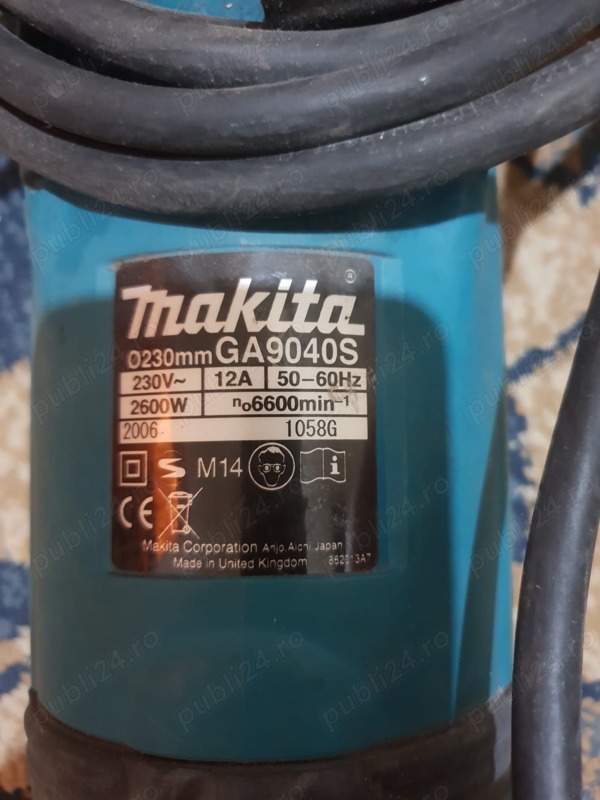 makita®
Ø230mm GA9040S
230V~ 12A 50-60Hz
2600W n₀6600min⁻¹
2006 1058G
M14 i
CE
Makita Corporation Anjo, Aichi, Japan
Made in United Kingdom 862013A7
publi24.ro